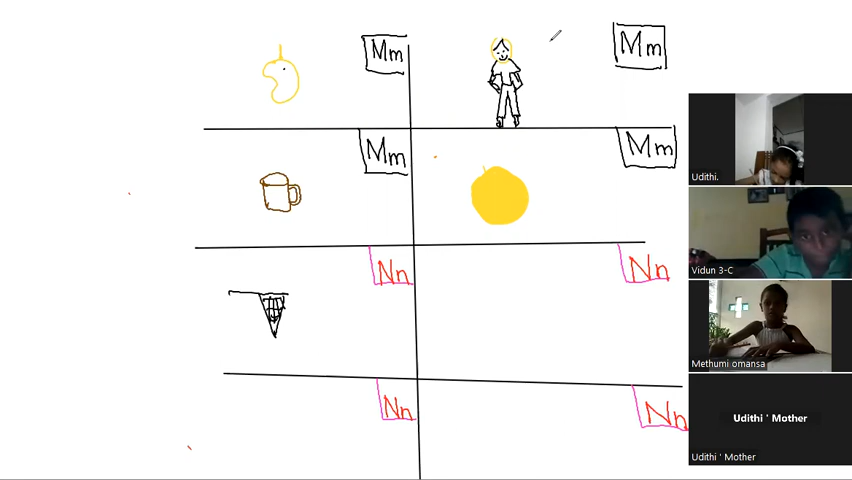 Mm
Mm
Mm
Mm
Nn
Nn
Nn
Nn
Udithi.
Vidun 3-C
Methumi omansa
Udithi ' Mother
Udithi ' Mother